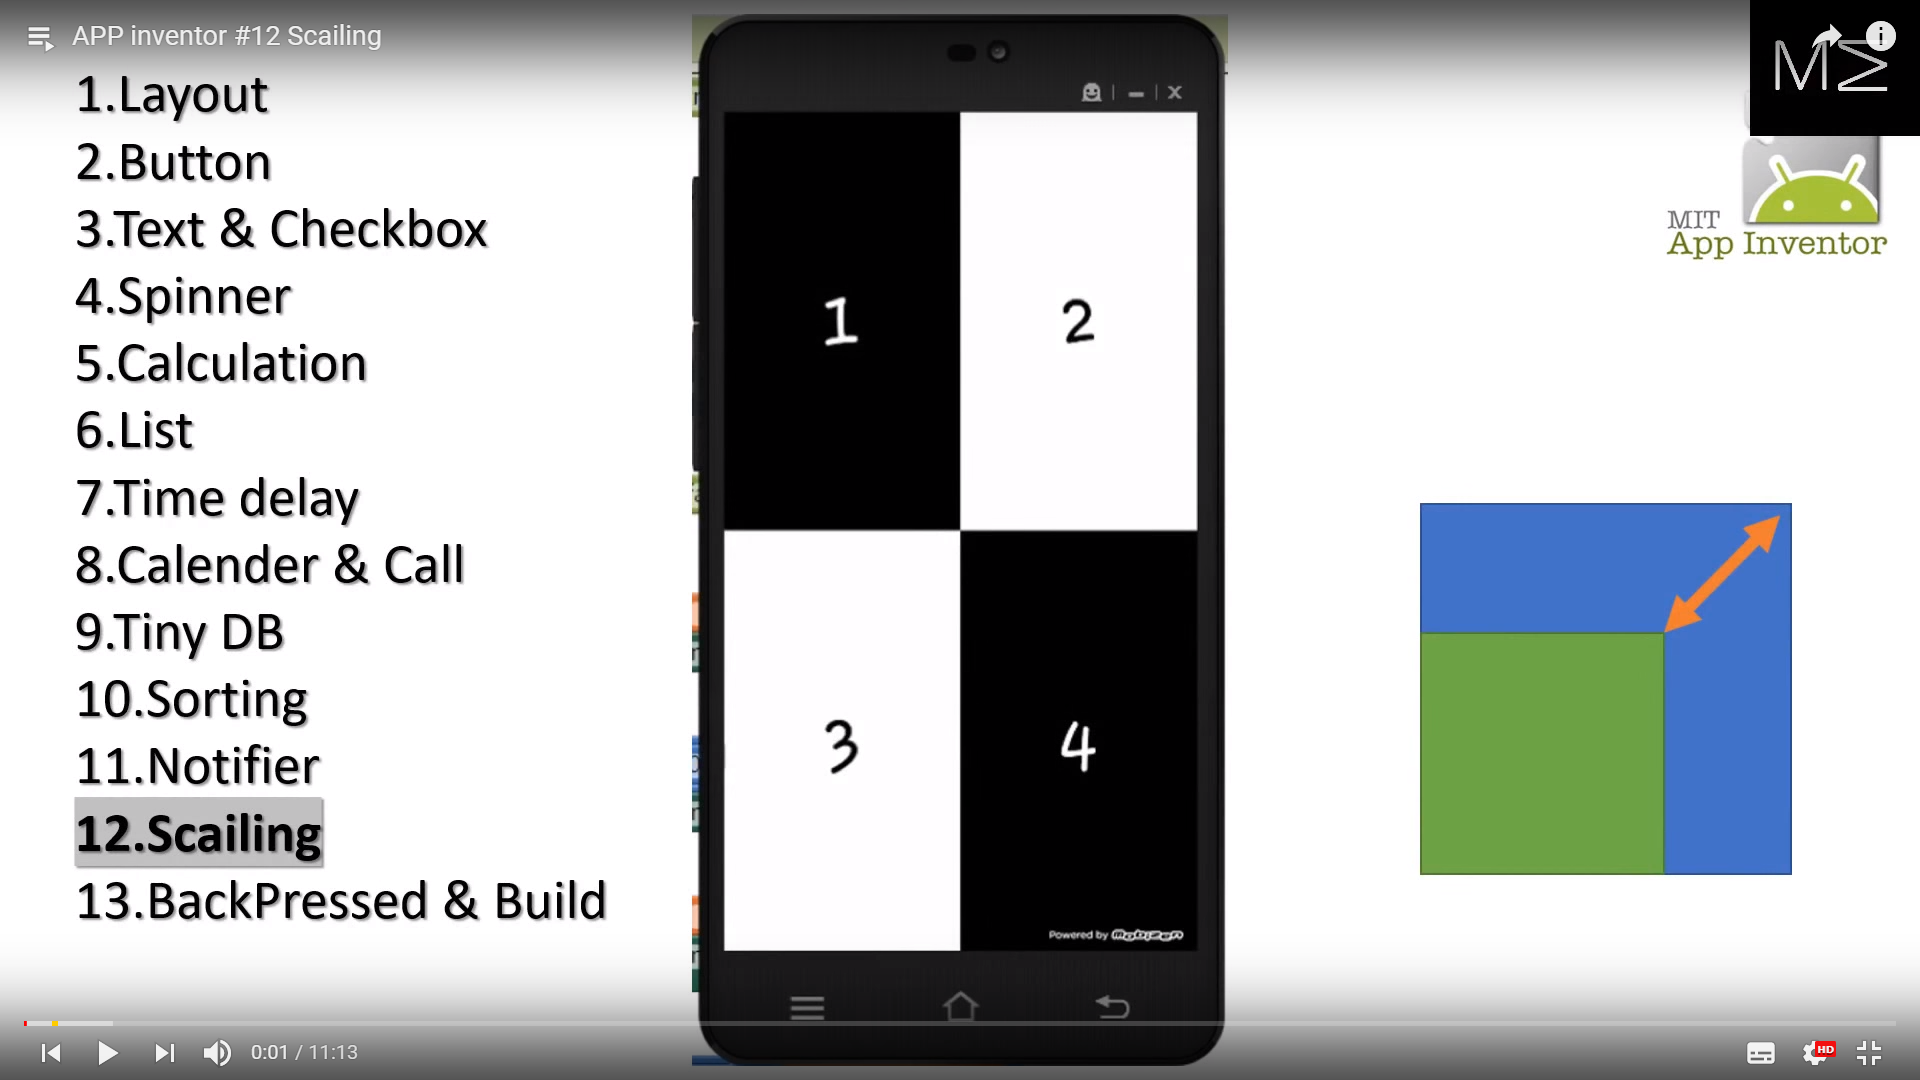 APP inventor #12 Scailing
1.Layout
2.Button
3.Text & Checkbox
4.Spinner
5.Calculation
6.List
7.Time delay
8.Calender & Call
9.Tiny DB
10.Sorting
11.Notifier
12.Scailing
13.BackPressed & Build
1
2
3
4
Powered by Mobizen
MIT
App Inventor
0:01 / 11:13
HD